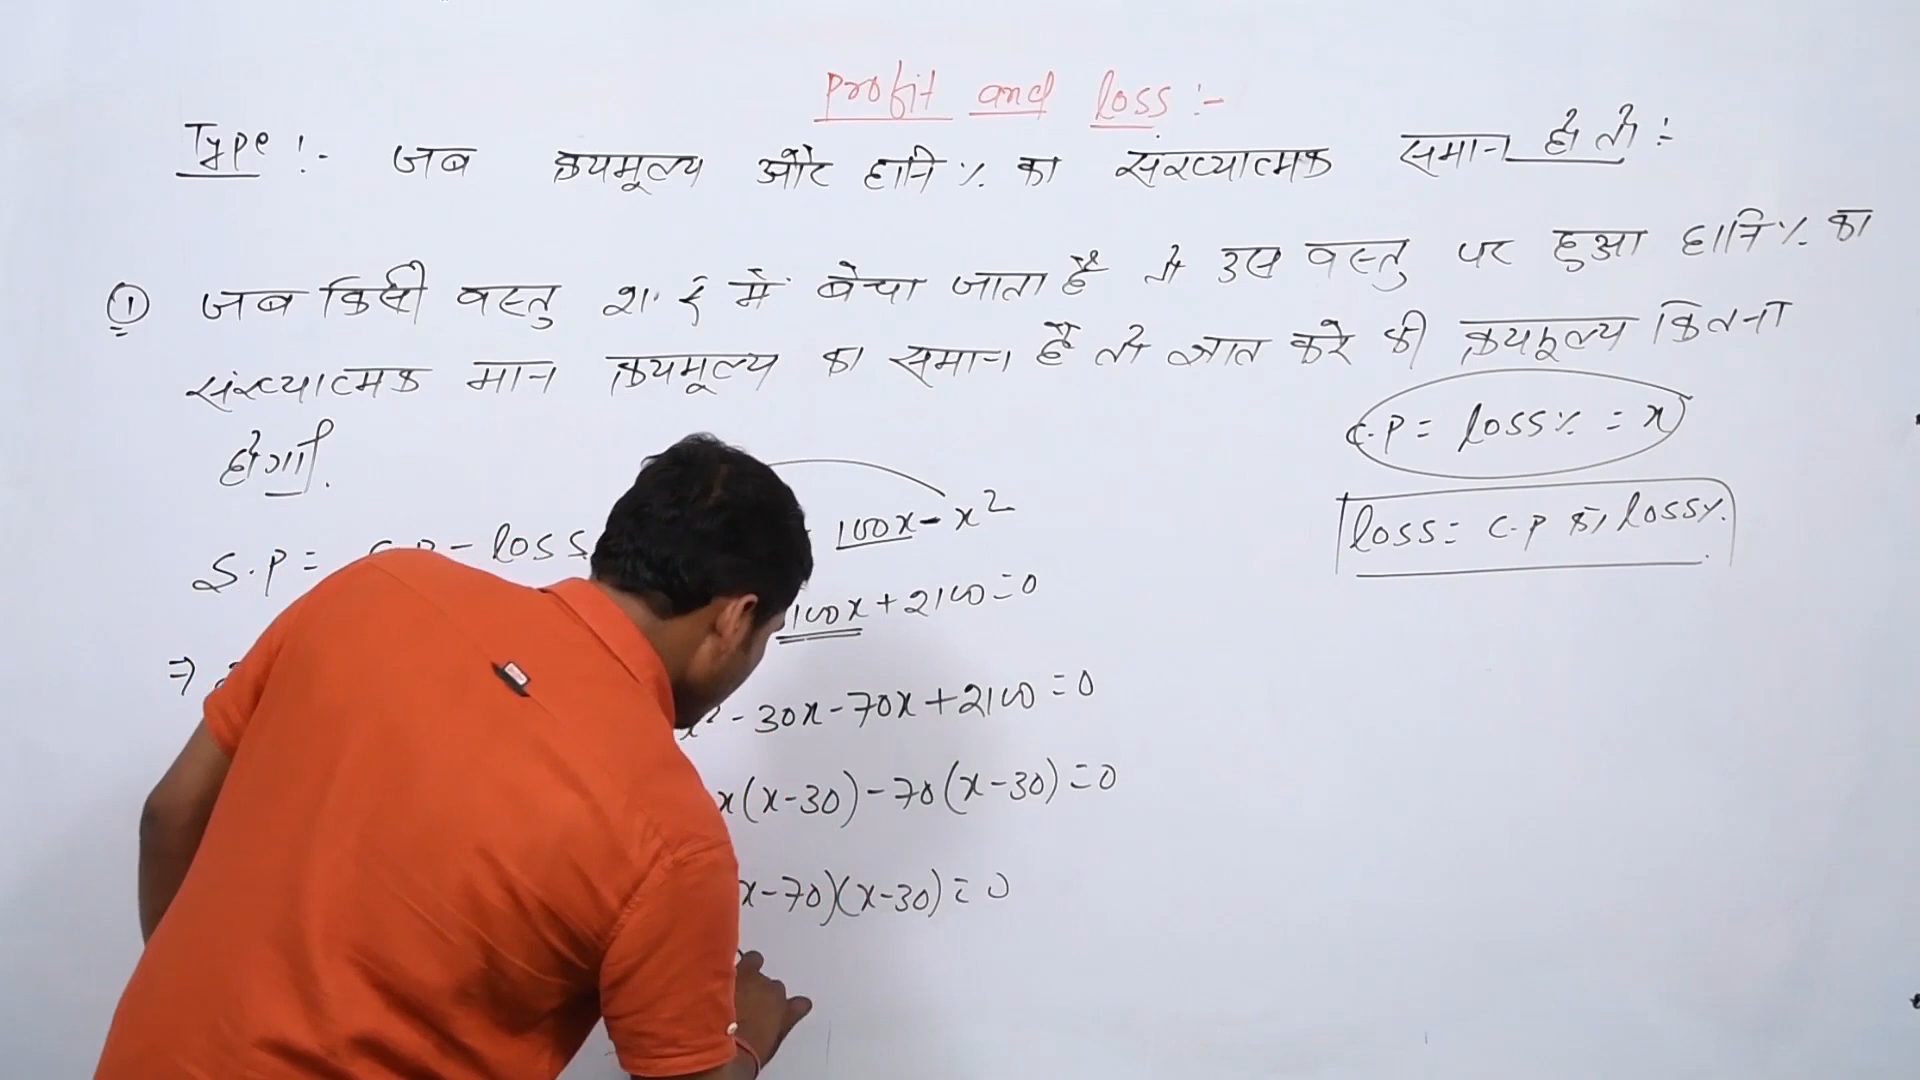 Profit and loss :-
Type :- जब क्रयमूल्य और हानि % का संख्यात्मक समान हो तो :-
① जब किसी वस्तु 21 ₹ में बेचा जाता है तो उस वस्तु पर हुआ हानि % का
संख्यात्मक मान क्रयमूल्य का समान है तो ज्ञात करे की क्रयमूल्य कितना
होगा.
C.P = loss % = x
loss = C.P का loss %
S.P = C.P - loss
100x - x²
100x + 2100 = 0
⇒
x² - 30x - 70x + 2100 = 0
x(x-30) - 70(x-30) = 0
x-70)(x-30) = 0